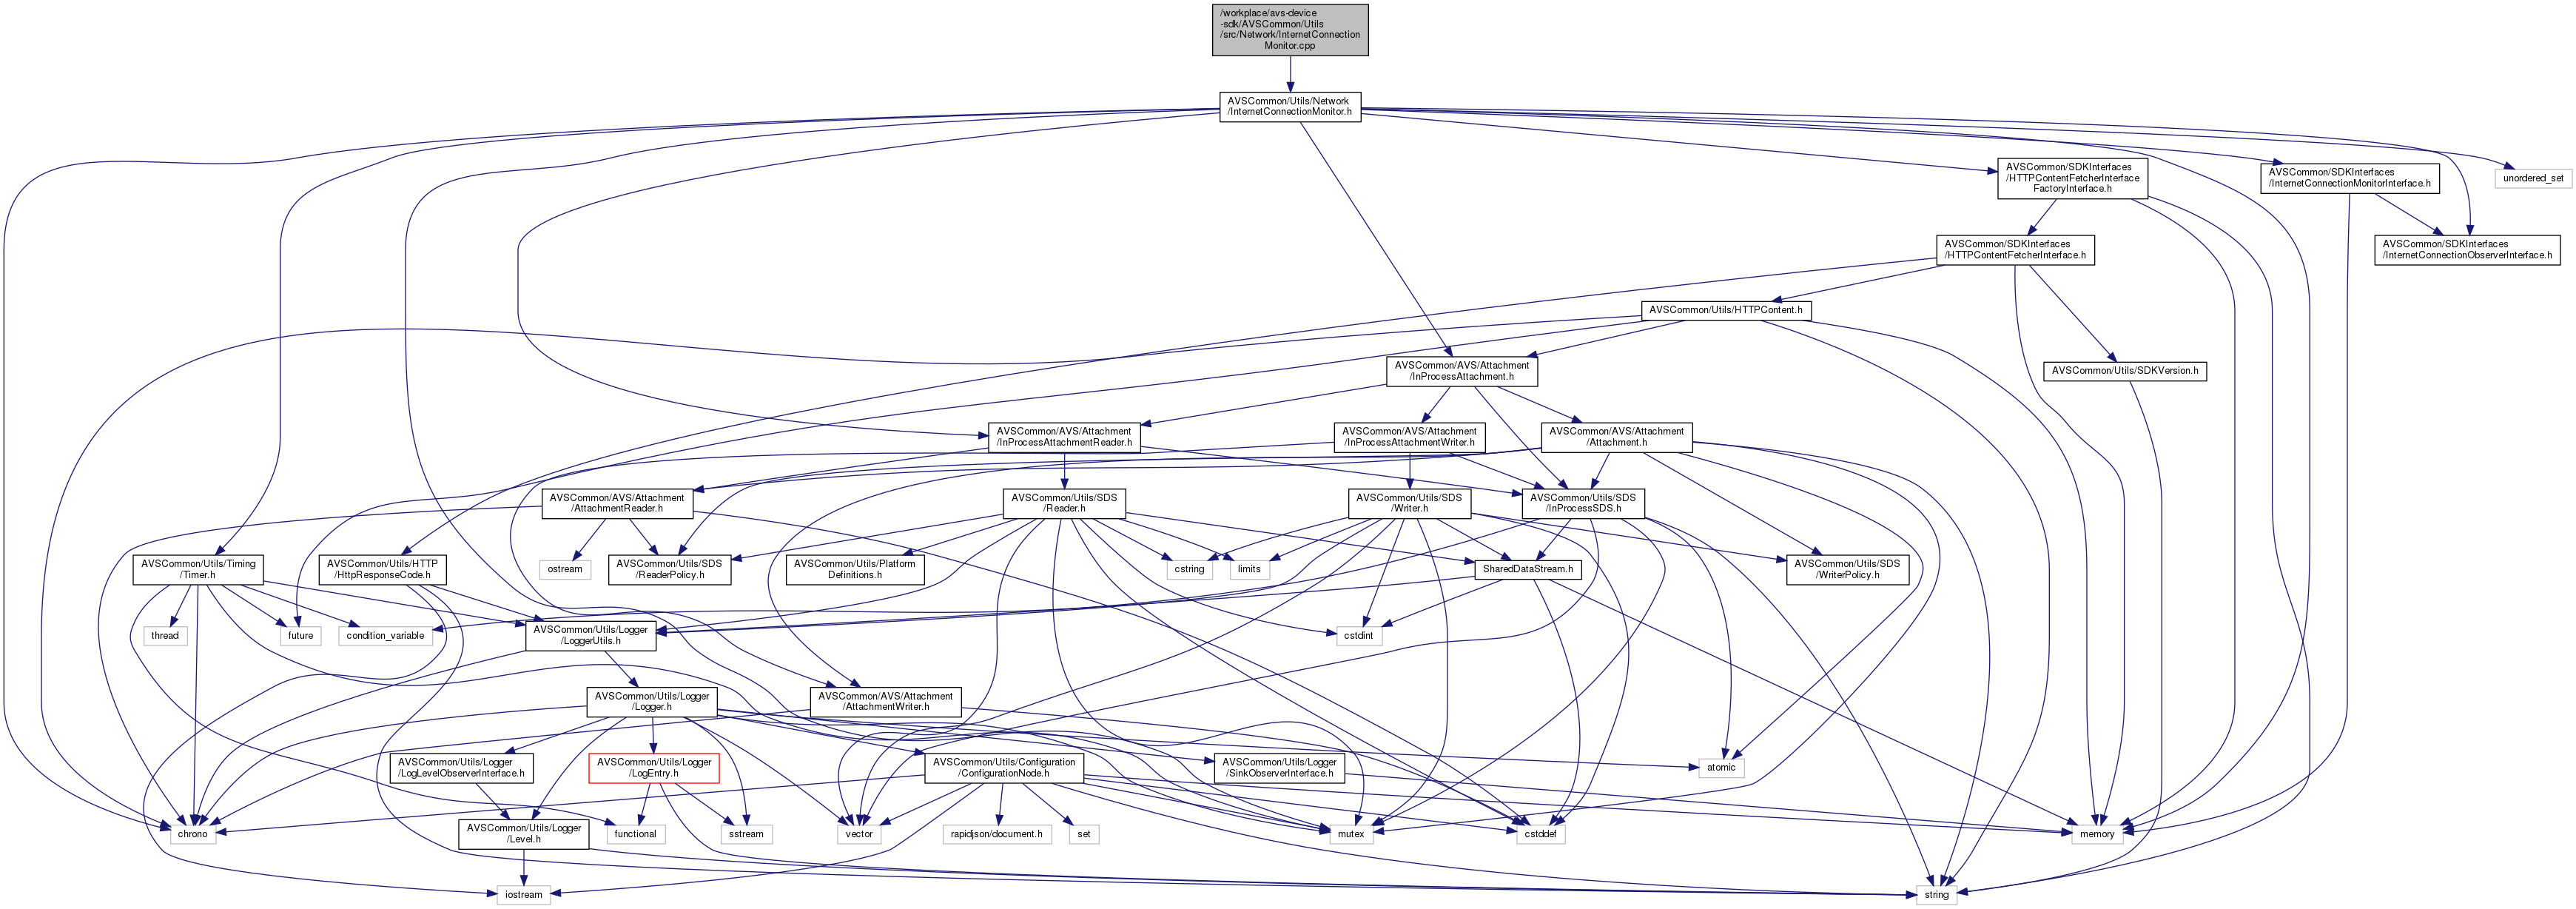 /workplace/avs-device
-sdk/AVSCommon/Utils
/src/Network/InternetConnection
Monitor.cpp
AVSCommon/Utils/Network
/InternetConnectionMonitor.h
AVSCommon/SDKInterfaces
/HTTPContentFetcherInterface
FactoryInterface.h
AVSCommon/SDKInterfaces
/InternetConnectionMonitorInterface.h
unordered_set
AVSCommon/SDKInterfaces
/HTTPContentFetcherInterface.h
AVSCommon/SDKInterfaces
/InternetConnectionObserverInterface.h
AVSCommon/Utils/HTTPContent.h
AVSCommon/AVS/Attachment
/InProcessAttachment.h
AVSCommon/Utils/SDKVersion.h
AVSCommon/AVS/Attachment
/InProcessAttachmentReader.h
AVSCommon/AVS/Attachment
/InProcessAttachmentWriter.h
AVSCommon/AVS/Attachment
/Attachment.h
AVSCommon/AVS/Attachment
/AttachmentReader.h
AVSCommon/Utils/SDS
/Reader.h
AVSCommon/Utils/SDS
/Writer.h
AVSCommon/Utils/SDS
/InProcessSDS.h
AVSCommon/Utils/Timing
/Timer.h
AVSCommon/Utils/HTTP
/HttpResponseCode.h
ostream
AVSCommon/Utils/SDS
/ReaderPolicy.h
AVSCommon/Utils/Platform
Definitions.h
cstring
limits
SharedDataStream.h
AVSCommon/Utils/SDS
/WriterPolicy.h
thread
future
condition_variable
AVSCommon/Utils/Logger
/LoggerUtils.h
cstdint
AVSCommon/Utils/Logger
/Logger.h
AVSCommon/AVS/Attachment
/AttachmentWriter.h
AVSCommon/Utils/Logger
/LogLevelObserverInterface.h
AVSCommon/Utils/Logger
/LogEntry.h
AVSCommon/Utils/Configuration
/ConfigurationNode.h
AVSCommon/Utils/Logger
/SinkObserverInterface.h
atomic
chrono
AVSCommon/Utils/Logger
/Level.h
functional
sstream
vector
rapidjson/document.h
set
mutex
cstddef
memory
iostream
string